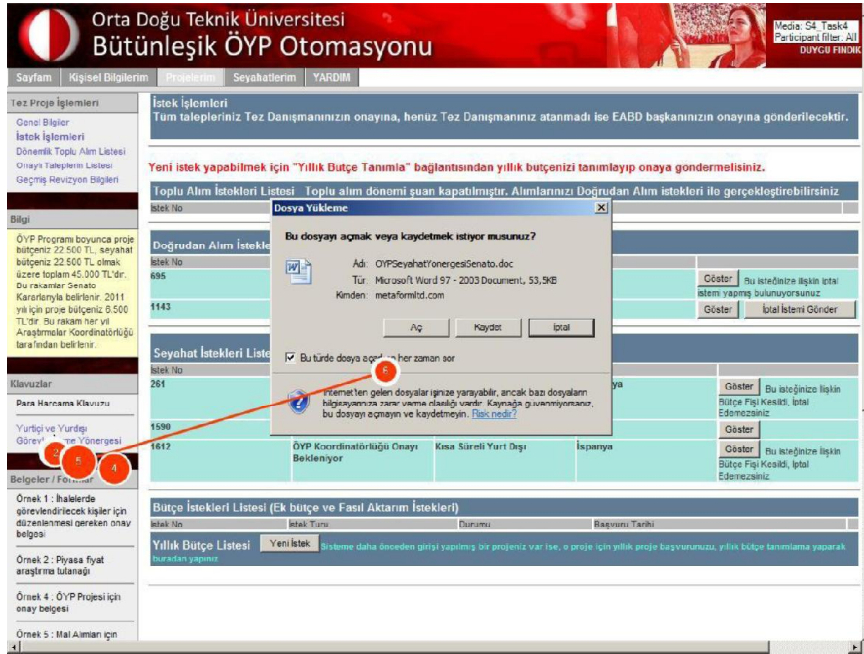 Orta Doğu Teknik Üniversitesi
Bütünleşik ÖYP Otomasyonu
Media: S4_Task4
Participant filter: All
DUYGU FINDIK
Sayfam Kişisel Bilgilerim Projelerim Seyahatlerim YARDIM
Tez Proje İşlemleri
Genel Bilgiler
İstek İşlemleri
Dönemlik Toplu Alım Listesi
Onaylı Taleplerin Listesi
Geçmiş Revizyon Bilgileri
Bilgi
ÖYP Programı boyunca proje
bütçeniz 22.500 TL, seyahat
bütçeniz 22.500 TL olmak
üzere toplam 45.000 TL'dir.
Bu rakamlar Senato
Kararlarıyla belirlenir. 2011
yılı için proje bütçeniz 6.500
TL'dir. Bu rakam her yıl
Araştırmalar Koordinatörlüğü
tarafından belirlenir.
Klavuzlar
Para Harcama Klavuzu
Yurtiçi ve Yurdışı
Yönergesi
2 5 4
Belgeler /
Örnek 1 : İhalelerde
görevlendirilecek kişiler için
düzenlenmesi gereken onay
belgesi
Örnek 2 : Piyasa fiyat
araştırma tutanağı
Örnek 4 : ÖYP Projesi için
onay belgesi
Örnek 5 : Mal Alımları için
İstek İşlemleri
Tüm talepleriniz Tez Danışmanınızın onayına, henüz Tez Danışmanınız atanmadı ise EABD başkanınızın onayına gönderilecektir.
Yeni istek yapabilmek için "Yıllık Butçe Tanımla" bağlantısından yıllık butçenizi tanımlayıp onaya gondermelisiniz.
Toplu Alım İstekleri Listesi Toplu alım dönemi şuan kapatılmıştır. Alımlarınızı Doğrudan Alım istekleri ile gerçekleştirebilirsiniz
İstek No
Doğrudan Alım İstekle
İstek No
695 Göster Bu isteğinize ilişkin iptal
istemi yapmış bulunuyorsunuz
1143 Göster İptal İstemi Gönder
Seyahat İstekleri Liste
İstek No
261 ya Göster Bu isteğinize ilişkin
Bütçe Fişi Kesildi, İptal
Edemezsiniz
1590 Göster
1612 ÖYP Koordinatörlüğü Onayı Kısa Süreli Yurt Dışı İspanya Göster Bu isteğinize ilişkin
Bekleniyor Bütçe Fişi Kesildi, İptal
Edemezsiniz
Dosya Yükleme
Bu dosyayı açmak veya kaydetmek istiyor musunuz?
Adı: OYPSeyahatYonergesiSenato.doc
Tür: Microsoft Word 97 - 2003 Document, 53,5KB
Kimden: metaformltd.com
Aç Kaydet İptal
Bu türde dosya açarken her zaman sor
6
Internet'ten gelen dosyalar işinize yarayabilir, ancak bazı dosyaların
bilgisayarınıza zarar verme olasılığı vardır. Kaynağa güvenmiyorsanız,
bu dosyayı açmayın ve kaydetmeyin. Risk nedir?
Bütçe İstekleri Listesi (Ek bütçe ve Fasıl Aktarım İstekleri)
İstek No İstek Turu Durumu Başvuru Tarihi
Yıllık Bütçe Listesi Yeni İstek Sisteme daha önceden girişi yapılmış bir projeniz var ise, o proje için yıllık proje başvurunuzu, yıllık bütçe tanımlama yaparak
buradan yapınız